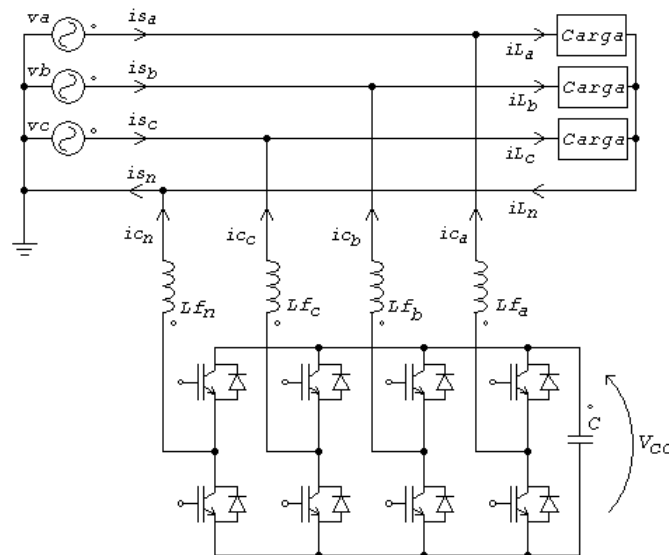 va isa iLa Carga
vb isb iLb Carga
vc isc iLc Carga
isn iLn
icn icc icb ica
Lfn Lfc Lfb Lfa
C
Vcc